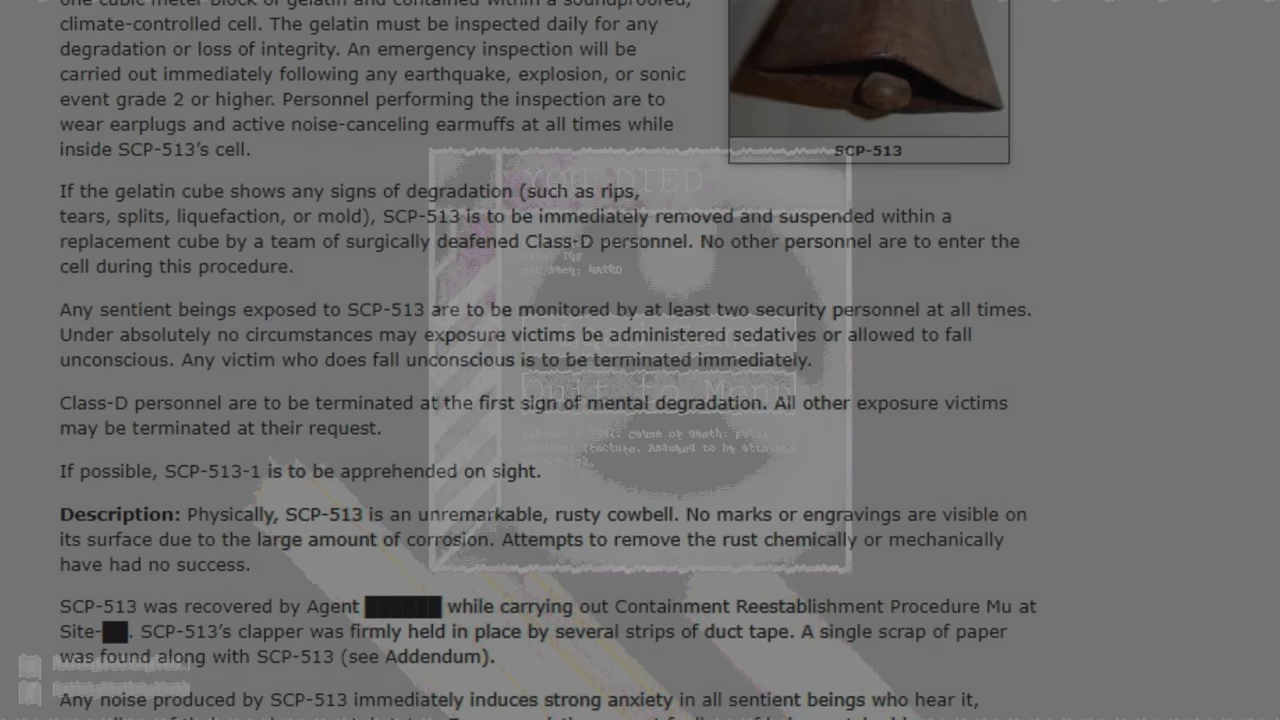 one cubic meter block of gelatin and contained within a soundproofed,
climate-controlled cell. The gelatin must be inspected daily for any
degradation or loss of integrity. An emergency inspection will be
carried out immediately following any earthquake, explosion, or sonic
event grade 2 or higher. Personnel performing the inspection are to
wear earplugs and active noise-canceling earmuffs at all times while
inside SCP-513’s cell.
SCP-513
If the gelatin cube shows any signs of degradation (such as rips,
tears, splits, liquefaction, or mold), SCP-513 is to be immediately removed and suspended within a
replacement cube by a team of surgically deafened Class-D personnel. No other personnel are to enter the
cell during this procedure.
Any sentient beings exposed to SCP-513 are to be monitored by at least two security personnel at all times.
Under absolutely no circumstances may exposure victims be administered sedatives or allowed to fall
unconscious. Any victim who does fall unconscious is to be terminated immediately.
Class-D personnel are to be terminated at the first sign of mental degradation. All other exposure victims
may be terminated at their request.
If possible, SCP-513-1 is to be apprehended on sight.
Description: Physically, SCP-513 is an unremarkable, rusty cowbell. No marks or engravings are visible on
its surface due to the large amount of corrosion. Attempts to remove the rust chemically or mechanically
have had no success.
SCP-513 was recovered by Agent ██████ while carrying out Containment Reestablishment Procedure Mu at
Site-██. SCP-513’s clapper was firmly held in place by several strips of duct tape. A single scrap of paper
was found along with SCP-513 (see Addendum).
Any noise produced by SCP-513 immediately induces strong anxiety in all sentient beings who hear it,
YOU DIED
Load Game
Quit to Menu